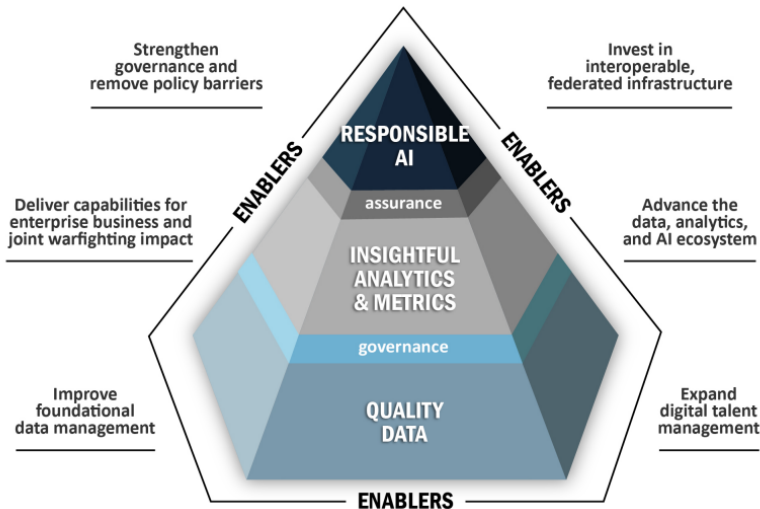 Strengthen
governance and
remove policy barriers
Invest in
interoperable,
federated infrastructure
Deliver capabilities for
enterprise business and
joint warfighting impact
Advance the
data, analytics,
and AI ecosystem
Improve
foundational
data management
Expand
digital talent
management
ENABLERS
ENABLERS
RESPONSIBLE
AI
assurance
INSIGHTFUL
ANALYTICS
& METRICS
governance
QUALITY
DATA
ENABLERS